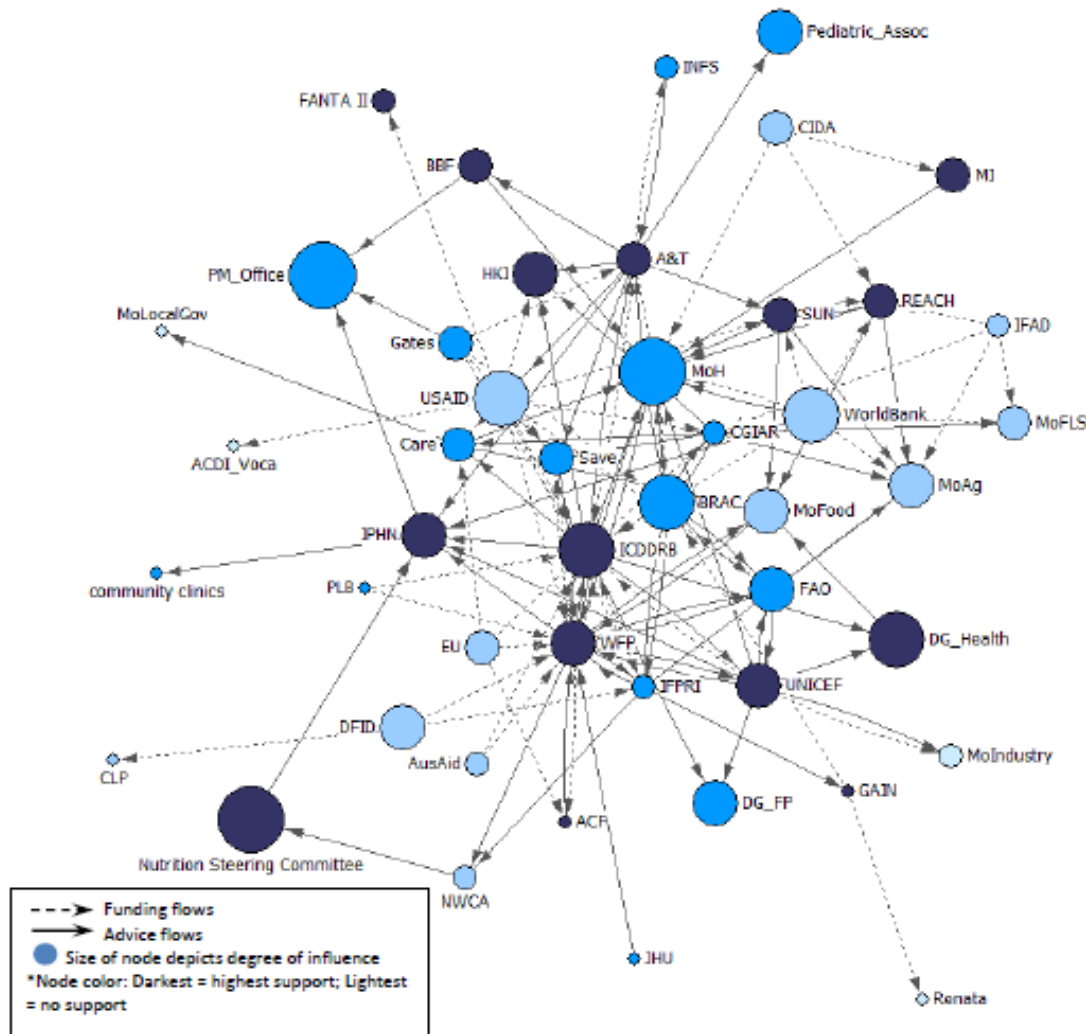 Pediatric_Assoc
INFS
FANTA II
CIDA
BBF
MI
A&T
HKI
PM_Office
REACH
SUN
MoLocalGov
IFAD
Gates
MoH
USAID
WorldBank
MoFLS
CGIAR
Care
Save
ACDI_Voca
MoAg
BRAC
MoFood
IPHN
ICDDRB
community clinics
PLB
FAO
DG_Health
EU
WFP
IFPRI
UNICEF
DFID
MoIndustry
CLP
AusAid
GAIN
DG_FP
ACF
Nutrition Steering Committee
NWCA
JHU
Renata
Funding flows
Advice flows
Size of node depicts degree of influence
*Node color: Darkest = highest support; Lightest
= no support